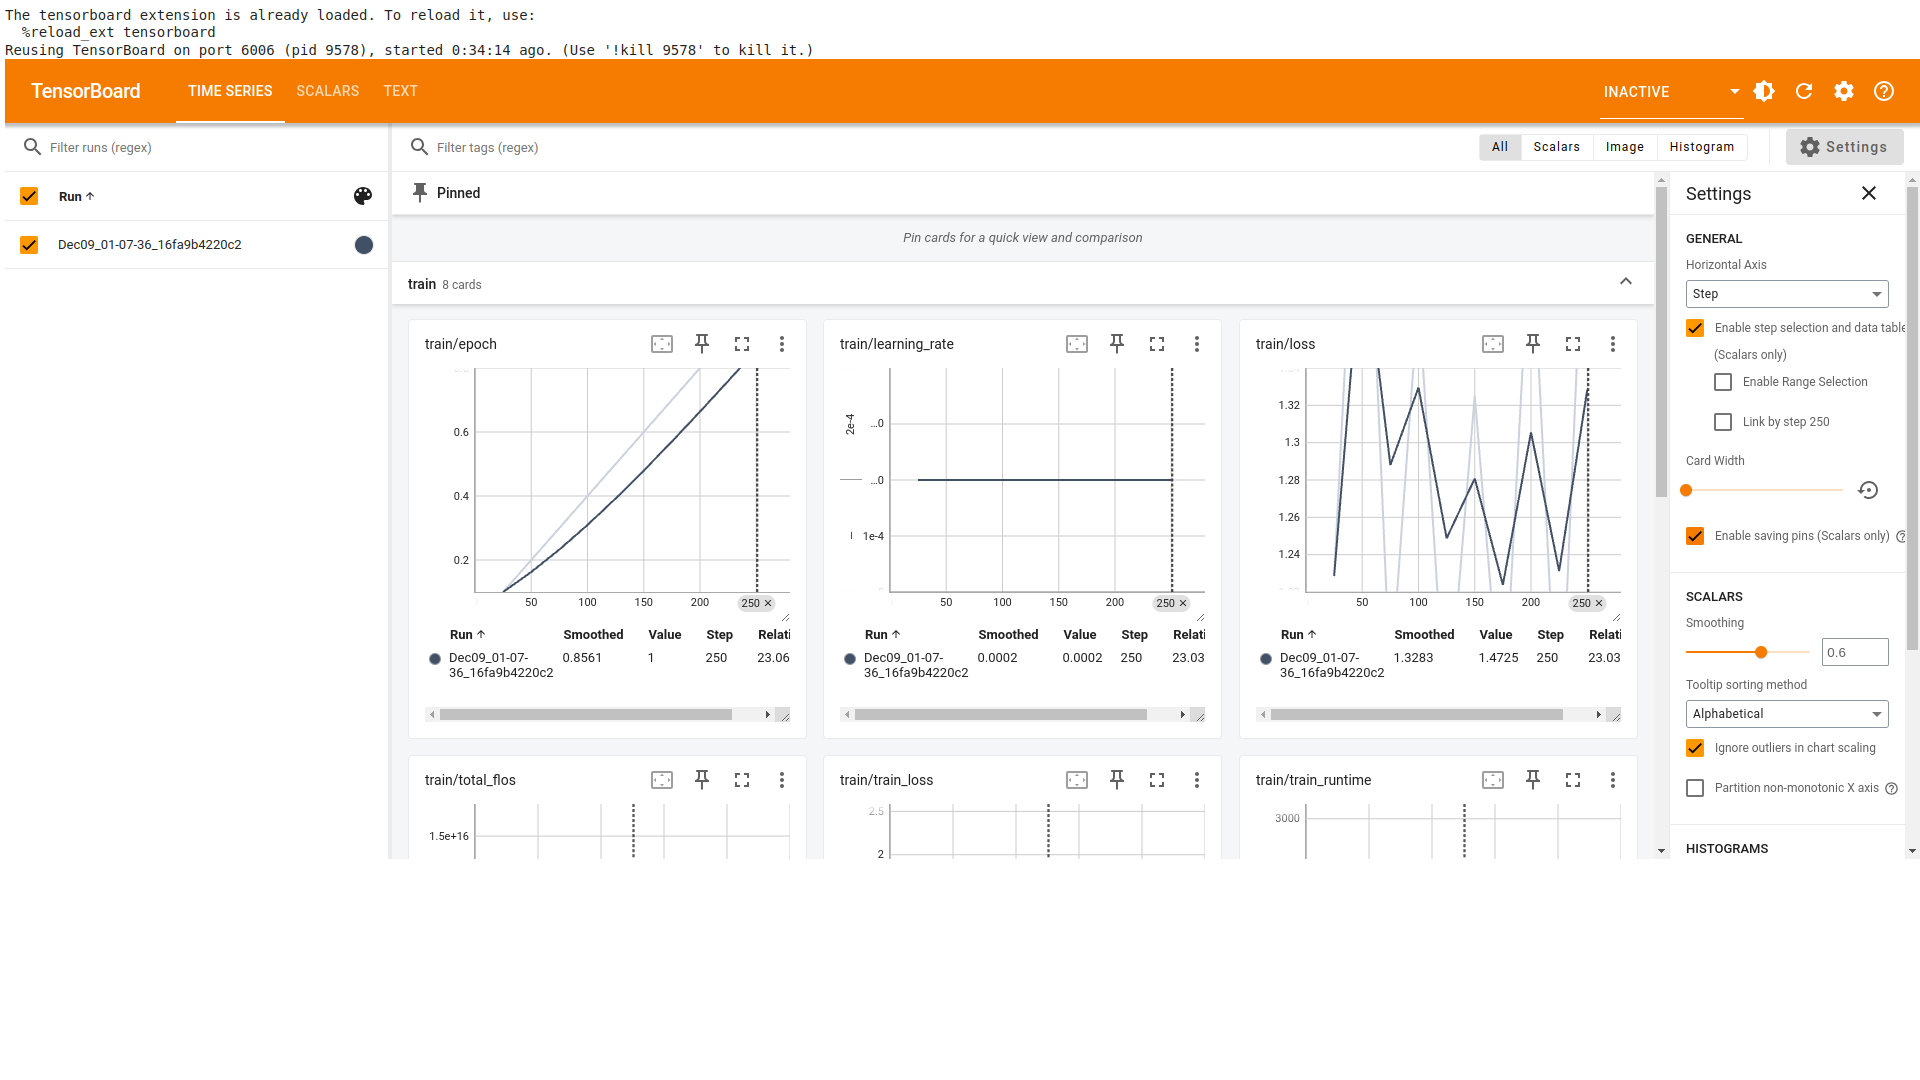 The tensorboard extension is already loaded. To reload it, use:
%reload_ext tensorboard
Reusing TensorBoard on port 6006 (pid 9578), started 0:34:14 ago. (Use '!kill 9578' to kill it.)
TensorBoard
TIME SERIES
SCALARS
TEXT
INACTIVE
Filter runs (regex)
Run
Dec09_01-07-36_16fa9b4220c2
Filter tags (regex)
All
Scalars
Image
Histogram
Settings
Pinned
Pin cards for a quick view and comparison
train 8 cards
train/epoch
0.6
0.4
0.2
50 100 150 200 250
Run Smoothed Value Step Relati
Dec09_01-07-
36_16fa9b4220c2 0.8561 1 250 23.06
train/learning_rate
2e-4
...0
...0
1e-4
50 100 150 200 250
Run Smoothed Value Step Relati
Dec09_01-07-
36_16fa9b4220c2 0.0002 0.0002 250 23.03
train/loss
1.32
1.3
1.28
1.26
1.24
50 100 150 200 250
Run Smoothed Value Step Relati
Dec09_01-07-
36_16fa9b4220c2 1.3283 1.4725 250 23.03
train/total_flos
1.5e+16
train/train_loss
2.5
2
train/train_runtime
3000
Settings
GENERAL
Horizontal Axis
Step
Enable step selection and data table
(Scalars only)
Enable Range Selection
Link by step 250
Card Width
Enable saving pins (Scalars only)
SCALARS
Smoothing
0.6
Tooltip sorting method
Alphabetical
Ignore outliers in chart scaling
Partition non-monotonic X axis
HISTOGRAMS